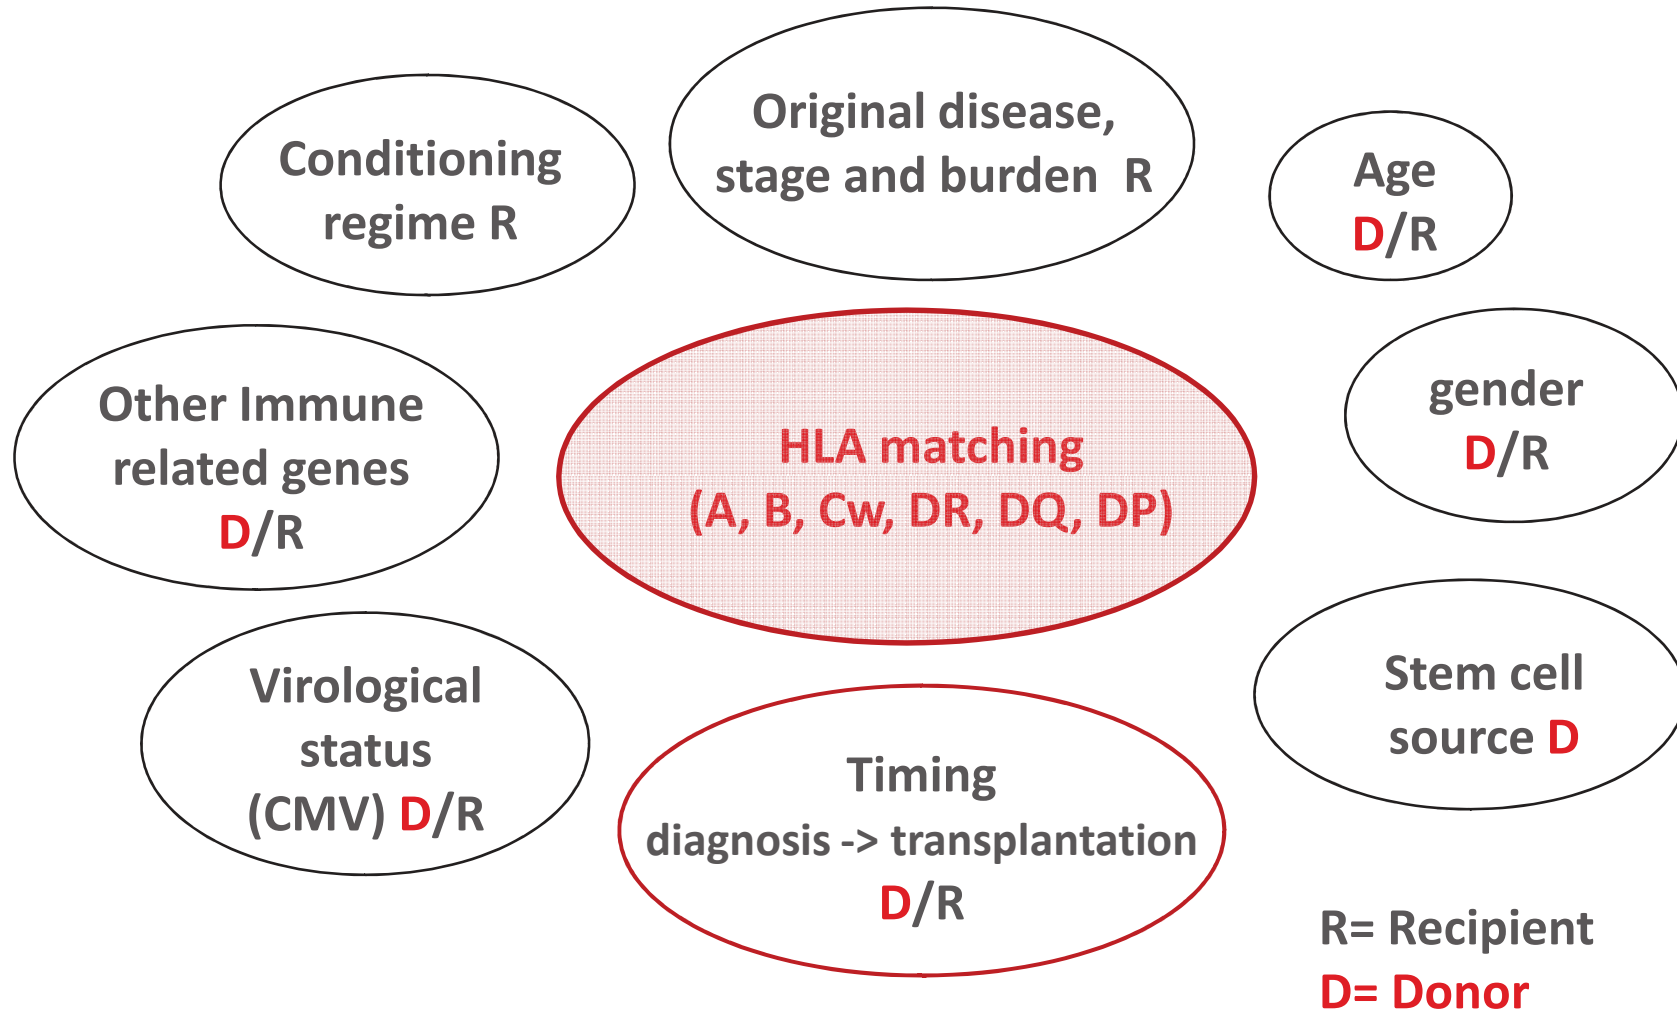 Original disease,
stage and burden R
Conditioning
regime R
Age
D/R
gender
D/R
Other Immune
related genes
D/R
HLA matching
(A, B, Cw, DR, DQ, DP)
Stem cell
source D
Virological
status
(CMV) D/R
Timing
diagnosis -> transplantation
D/R
R= Recipient
D= Donor